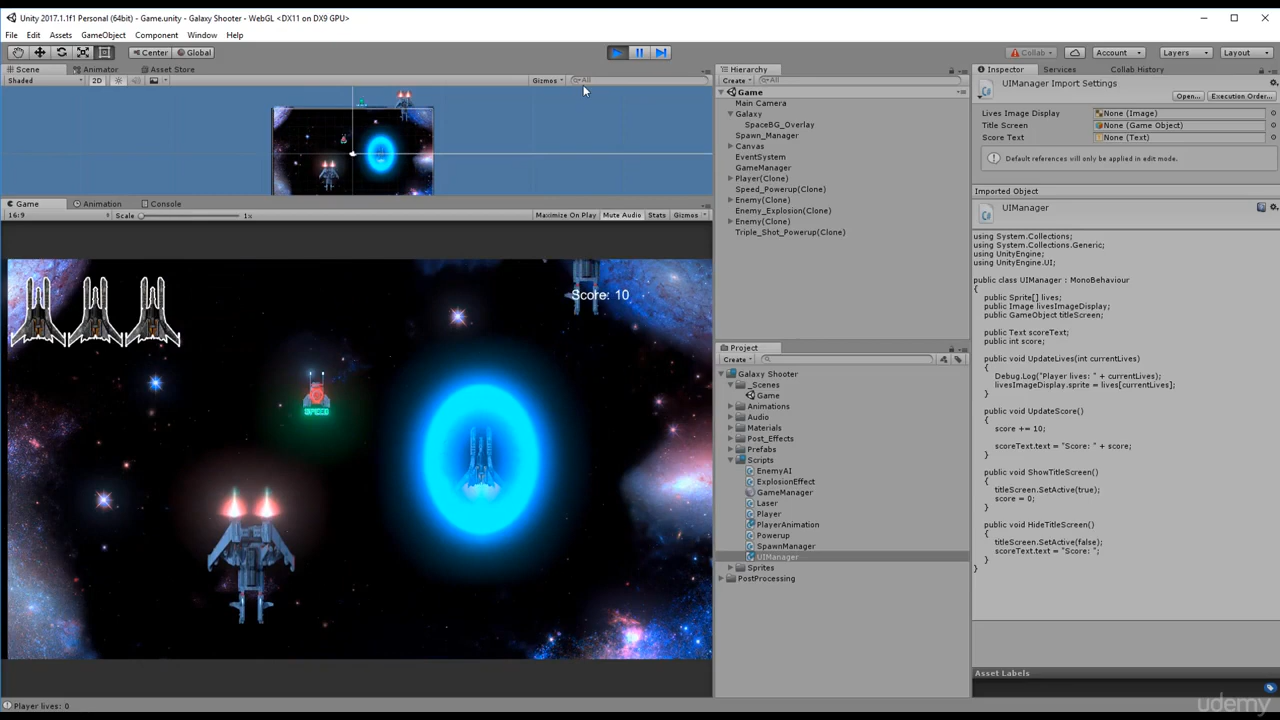 Unity 2017.1.1f1 Personal (64bit) - Game.unity - Galaxy Shooter - WebGL <DX11 on DX9 GPU>
File Edit Assets GameObject Component Window Help
Center Global Collab Account Layers Layout
Scene Animator Asset Store
Shaded 2D Gizmos All
Game Animation Console
16:9 Scale 1x Maximize On Play Mute Audio Stats Gizmos
Score: 10
SPEED
Player lives: 0
Hierarchy
Create All
Game
Main Camera
Galaxy
SpaceBG_Overlay
Spawn_Manager
Canvas
EventSystem
GameManager
Player(Clone)
Speed_Powerup(Clone)
Enemy(Clone)
Enemy_Explosion(Clone)
Enemy(Clone)
Triple_Shot_Powerup(Clone)
Project
Create
Galaxy Shooter
_Scenes
Game
Animations
Audio
Materials
Post_Effects
Prefabs
Scripts
EnemyAI
ExplosionEffect
GameManager
Laser
Player
PlayerAnimation
Powerup
SpawnManager
UIManager
Sprites
PostProcessing
Inspector Services Collab History
UIManager Import Settings
Open... Execution Order...
Lives Image Display None (Image)
Title Screen None (Game Object)
Score Text None (Text)
Default references will only be applied in edit mode.
Imported Object
UIManager
using System.Collections;
using System.Collections.Generic;
using UnityEngine;
using UnityEngine.UI;
public class UIManager : MonoBehaviour
{
public Sprite[] lives;
public Image livesImageDisplay;
public GameObject titleScreen;
public Text scoreText;
public int score;
public void UpdateLives(int currentLives)
{
Debug.Log("Player lives: " + currentLives);
livesImageDisplay.sprite = lives[currentLives];
}
public void UpdateScore()
{
score += 10;
scoreText.text = "Score: " + score;
}
public void ShowTitleScreen()
{
titleScreen.SetActive(true);
score = 0;
}
public void HideTitleScreen()
{
titleScreen.SetActive(false);
scoreText.text = "Score: ";
}
}
Asset Labels
udemy